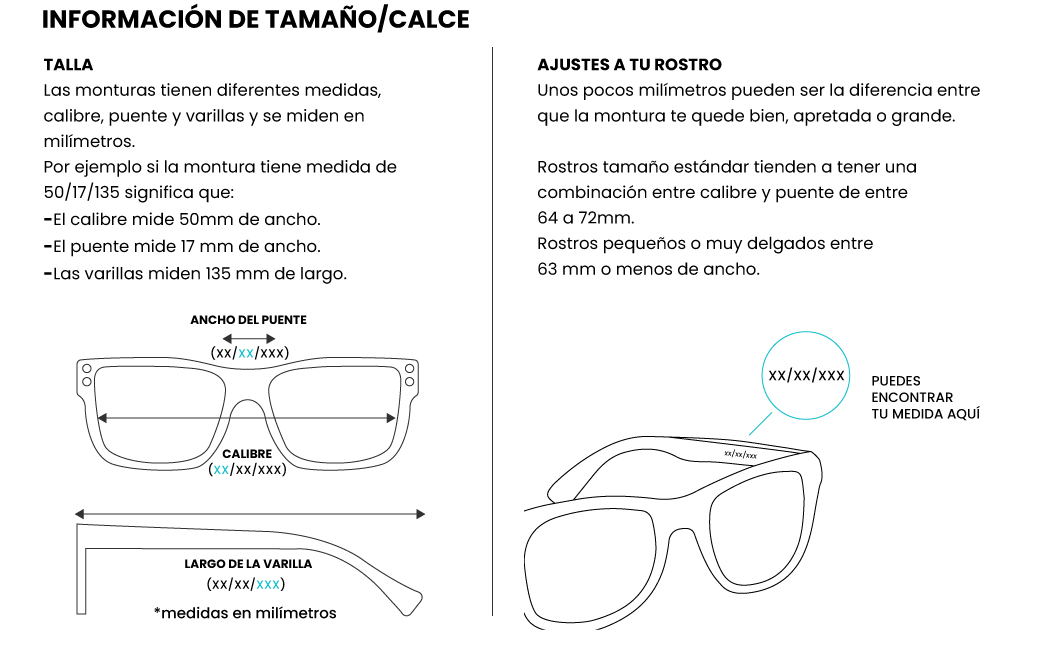 INFORMACIÓN DE TAMAÑO/CALCE
TALLA
Las monturas tienen diferentes medidas,
calibre, puente y varillas y se miden en
milímetros.
Por ejemplo si la montura tiene medida de
50/17/135 significa que:
-El calibre mide 50mm de ancho.
-El puente mide 17 mm de ancho.
-Las varillas miden 135 mm de largo.
ANCHO DEL PUENTE
(xx/xx/xxx)
CALIBRE
(xx/xx/xxx)
LARGO DE LA VARILLA
(xx/xx/xxx)
*medidas en milímetros
AJUSTES A TU ROSTRO
Unos pocos milímetros pueden ser la diferencia entre
que la montura te quede bien, apretada o grande.
Rostros tamaño estándar tienden a tener una
combinación entre calibre y puente de entre
64 a 72mm.
Rostros pequeños o muy delgados entre
63 mm o menos de ancho.
xx/xx/xxx
PUEDES
ENCONTRAR
TU MEDIDA AQUÍ
xx/xx/xxx